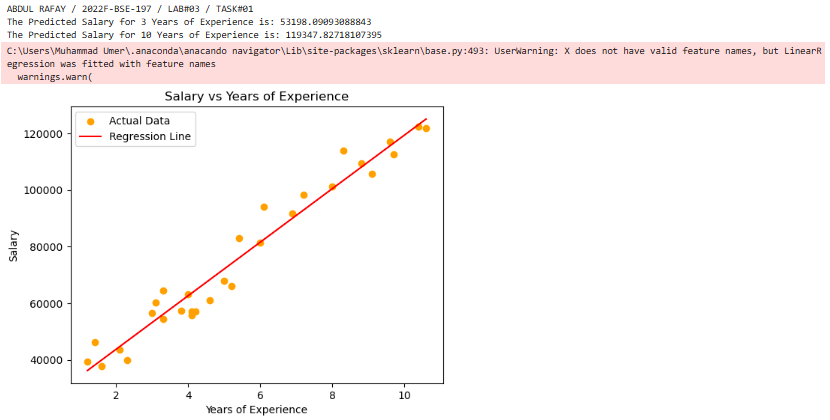 ABDUL RAFAY / 2022F-BSE-197 / LAB#03 / TASK#01
The Predicted Salary for 3 Years of Experience is: 53198.09093088843
The Predicted Salary for 10 Years of Experience is: 119347.82718107395
C:\Users\Muhammad Umer\.anaconda\anacando navigator\Lib\site-packages\sklearn\base.py:493: UserWarning: X does not have valid feature names, but LinearR
egression was fitted with feature names
  warnings.warn(
Salary vs Years of Experience
Actual Data
Regression Line
120000
100000
80000
60000
40000
Salary
2 4 6 8 10
Years of Experience